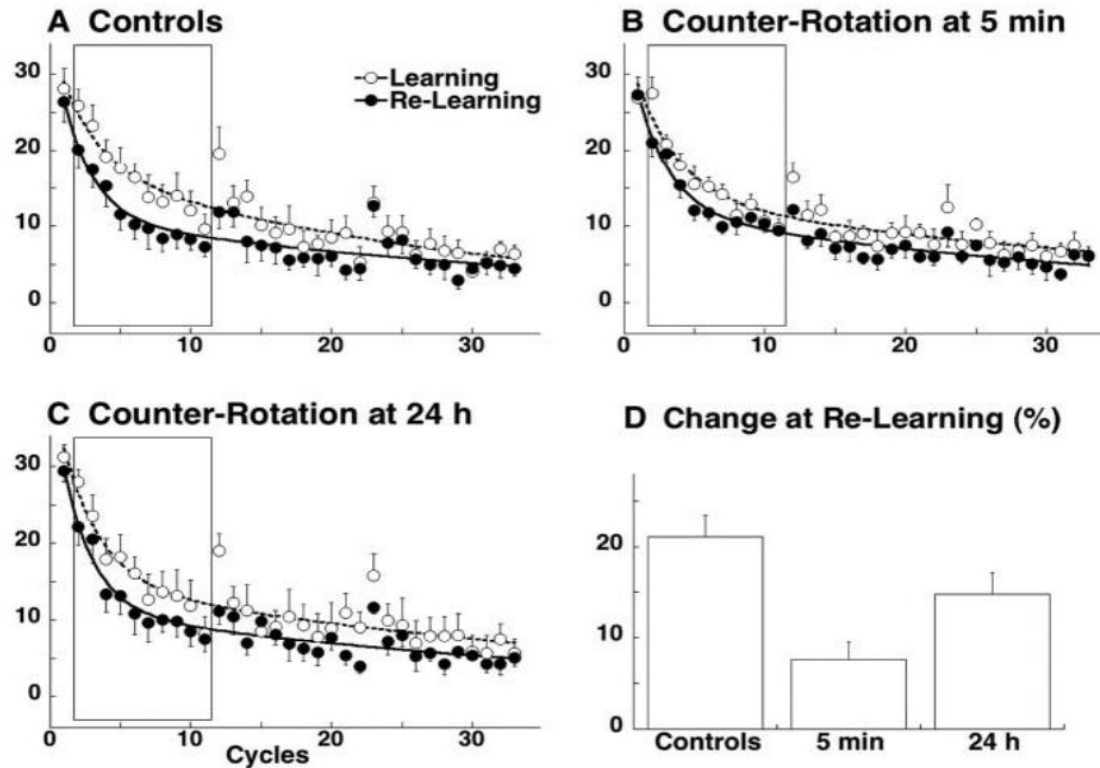 A Controls
30
20
10
0
Learning
Re-Learning
0 10 20 30
B Counter-Rotation at 5 min
30
20
10
0
0 10 20 30
C Counter-Rotation at 24 h
30
20
10
0
0 10 20 30
Cycles
D Change at Re-Learning (%)
20
10
0
Controls 5 min 24 h